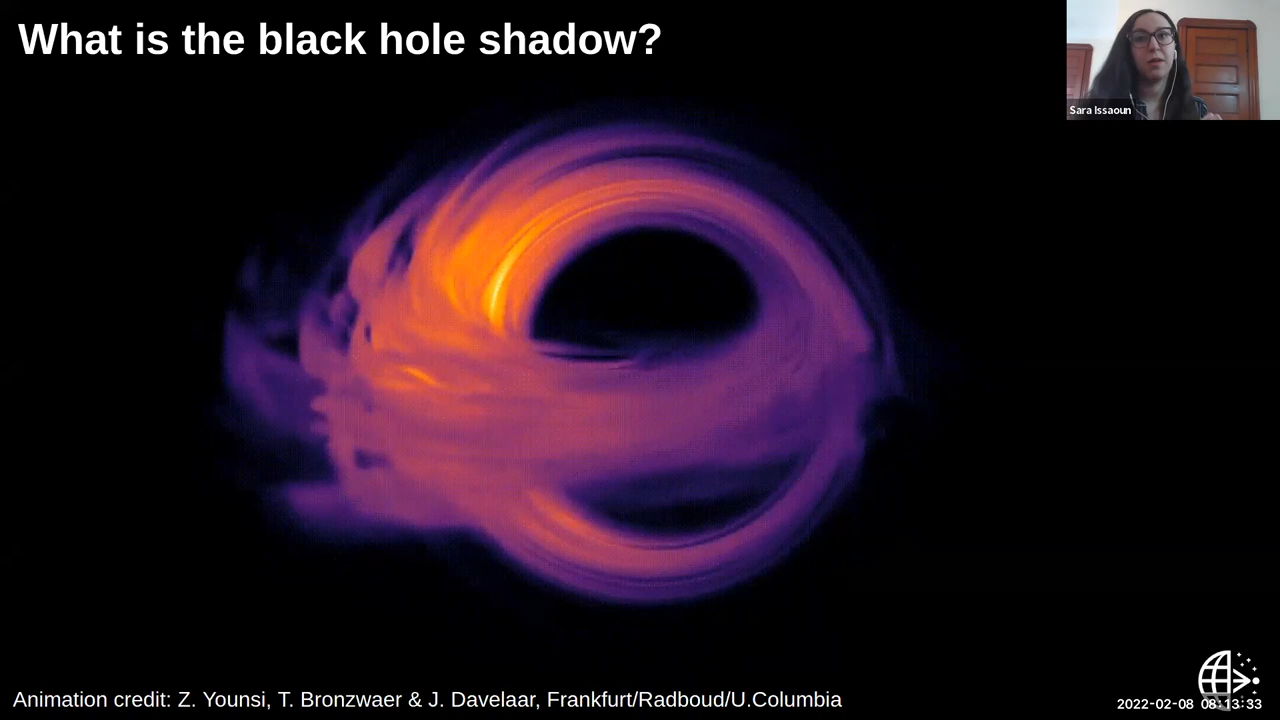 What is the black hole shadow?
Sara Issaoun
Animation credit: Z. Younsi, T. Bronzwaer & J. Davelaar, Frankfurt/Radboud/U.Columbia
2022-02-08 08:13:33